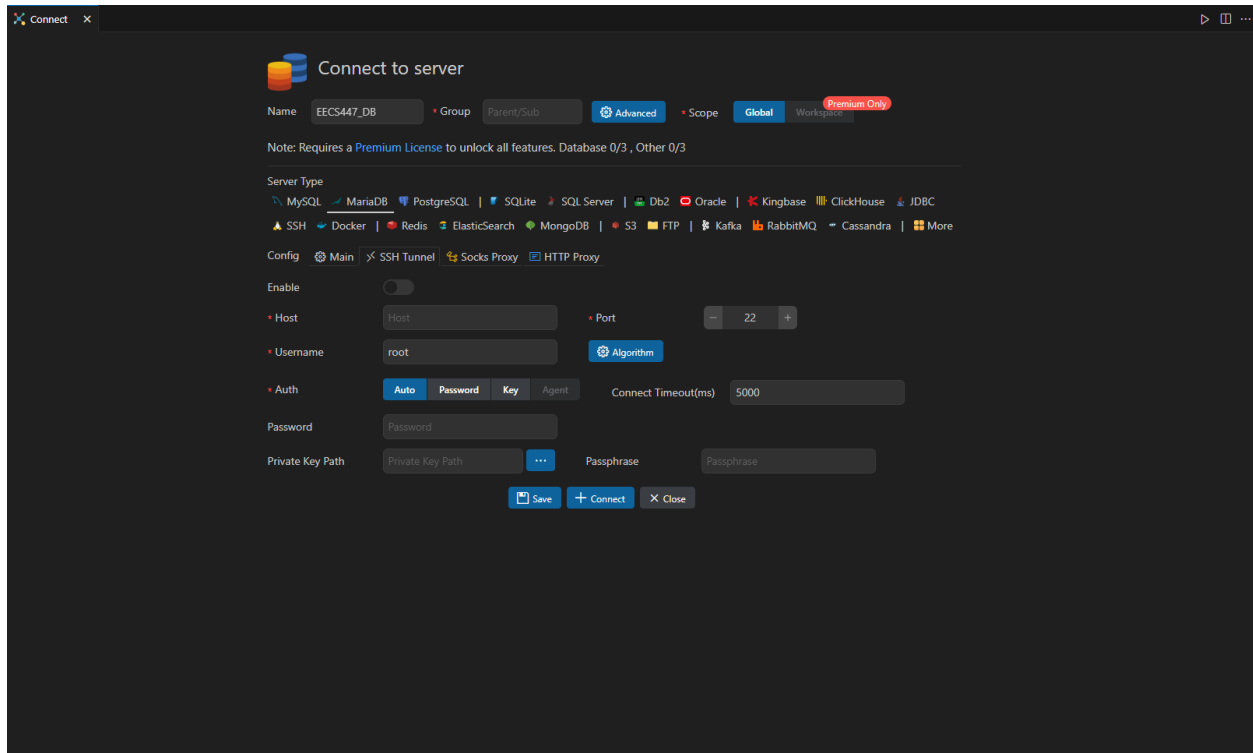 Connect
Connect to server
Name EECS447_DB * Group Parent/Sub Advanced * Scope Global Workspace Premium Only
Note: Requires a Premium License to unlock all features. Database 0/3 , Other 0/3
Server Type
MySQL MariaDB PostgreSQL | SQLite SQL Server | Db2 Oracle | Kingbase ClickHouse JDBC
SSH Docker | Redis ElasticSearch MongoDB | S3 FTP | Kafka RabbitMQ Cassandra | More
Config Main SSH Tunnel Socks Proxy HTTP Proxy
Enable
* Host Host * Port − 22 +
* Username root Algorithm
* Auth Auto Password Key Agent Connect Timeout(ms) 5000
Password Password
Private Key Path Private Key Path ... Passphrase Passphrase
Save + Connect × Close